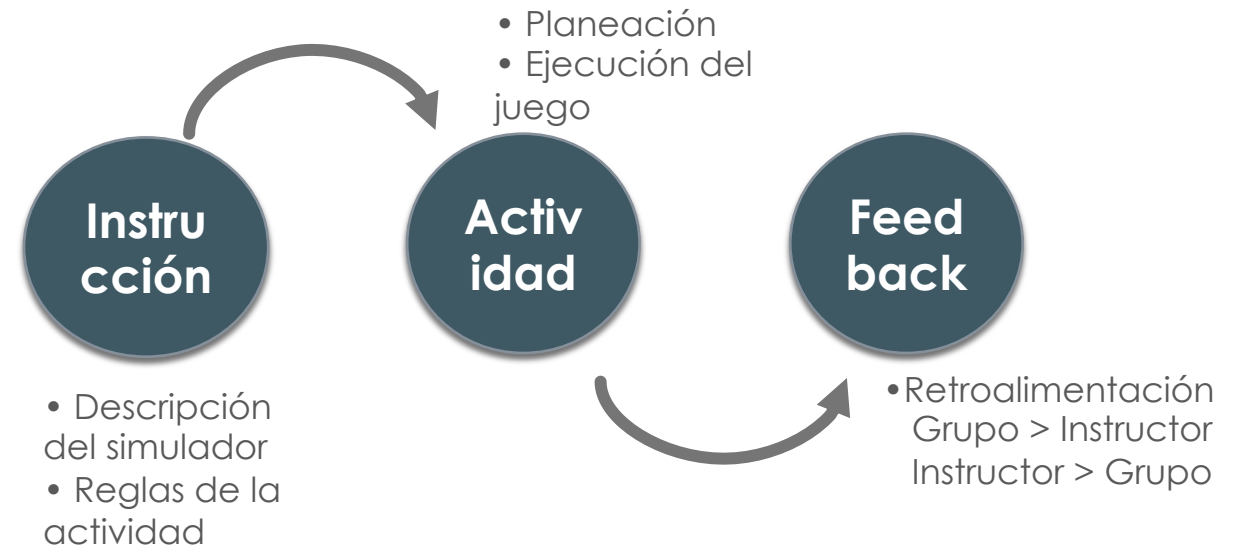 Instru
cción
• Descripción
del simulador
• Reglas de la
actividad
• Planeación
• Ejecución del
juego
Activ
idad
Feed
back
•Retroalimentación
Grupo > Instructor
Instructor > Grupo